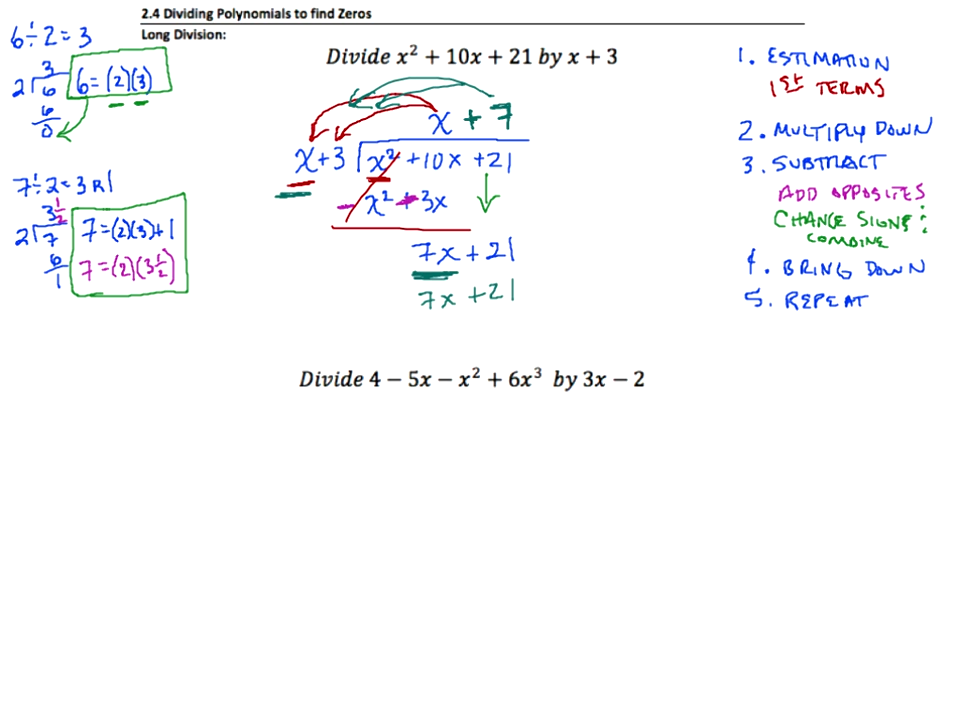 2.4 Dividing Polynomials to find Zeros
Long Division:
6 ÷ 2 = 3
3
2 6
6
0
6 = (2)(3)
7 ÷ 2 = 3 R1
3 1/2
2 7
6
1
7 = (2)(3) + 1
7 = (2)(3 1/2)
Divide x² + 10x + 21 by x + 3
x + 7
x + 3 x² + 10x + 21
- x² - 3x
7x + 21
7x + 21
1. ESTIMATION
1ST TERMS
2. MULTIPLY DOWN
3. SUBTRACT
ADD OPPOSITES
CHANGE SIGNS &
COMBINE
4. BRING DOWN
5. REPEAT
Divide 4 − 5x − x² + 6x³ by 3x − 2